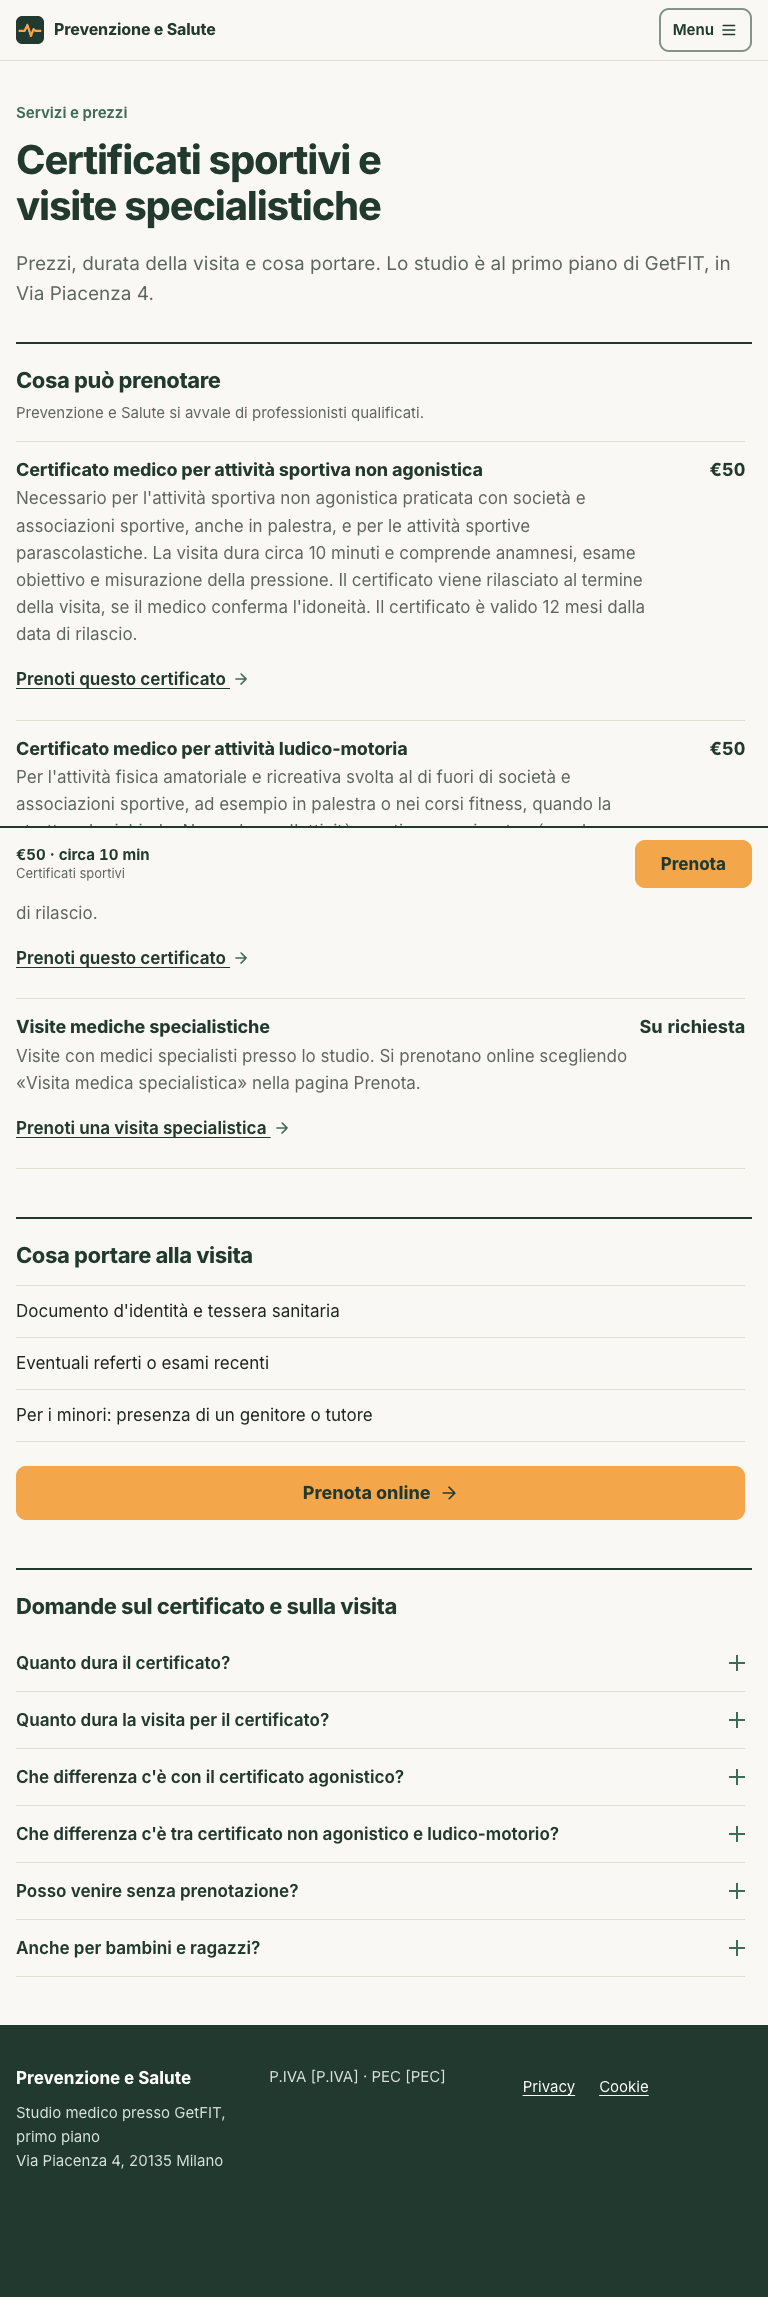 Prevenzione e Salute
Menu
Servizi e prezzi
Certificati sportivi e
visite specialistiche
Prezzi, durata della visita e cosa portare. Lo studio è al primo piano di GetFIT, in
Via Piacenza 4.
Cosa può prenotare
Prevenzione e Salute si avvale di professionisti qualificati.
Certificato medico per attività sportiva non agonistica €50
Necessario per l'attività sportiva non agonistica praticata con società e
associazioni sportive, anche in palestra, e per le attività sportive
parascolastiche. La visita dura circa 10 minuti e comprende anamnesi, esame
obiettivo e misurazione della pressione. Il certificato viene rilasciato al termine
della visita, se il medico conferma l'idoneità. Il certificato è valido 12 mesi dalla
data di rilascio.
Prenoti questo certificato →
Certificato medico per attività ludico-motoria €50
Per l'attività fisica amatoriale e ricreativa svolta al di fuori di società e
associazioni sportive, ad esempio in palestra o nei corsi fitness, quando la
€50 · circa 10 min
Certificati sportivi
Prenota
di rilascio.
Prenoti questo certificato →
Visite mediche specialistiche Su richiesta
Visite con medici specialisti presso lo studio. Si prenotano online scegliendo
«Visita medica specialistica» nella pagina Prenota.
Prenoti una visita specialistica →
Cosa portare alla visita
Documento d'identità e tessera sanitaria
Eventuali referti o esami recenti
Per i minori: presenza di un genitore o tutore
Prenota online →
Domande sul certificato e sulla visita
Quanto dura il certificato?
Quanto dura la visita per il certificato?
Che differenza c'è con il certificato agonistico?
Che differenza c'è tra certificato non agonistico e ludico-motorio?
Posso venire senza prenotazione?
Anche per bambini e ragazzi?
Prevenzione e Salute
Studio medico presso GetFIT,
primo piano
Via Piacenza 4, 20135 Milano
P.IVA [P.IVA] · PEC [PEC]
Privacy Cookie